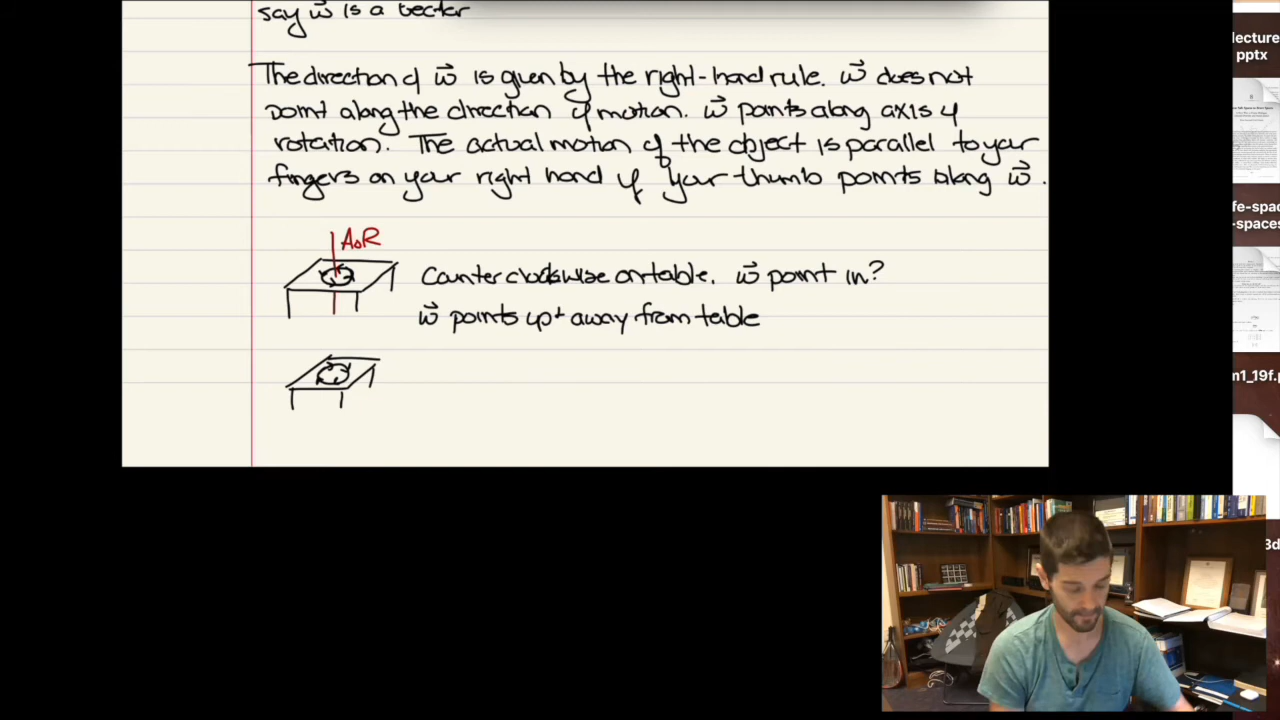 say ω⃗ is a vector
The direction of ω⃗ is given by the right-hand rule. ω⃗ does not
point along the direction of motion. ω⃗ points along axis of
rotation. The actual motion of the object is parallel to your
fingers on your right hand if your thumb points along ω⃗.
AoR
Counterclockwise on table. ω⃗ point in?
ω⃗ points up + away from table
lecture
pptx
fe-spac
-spaces
m1_19f.p
3d